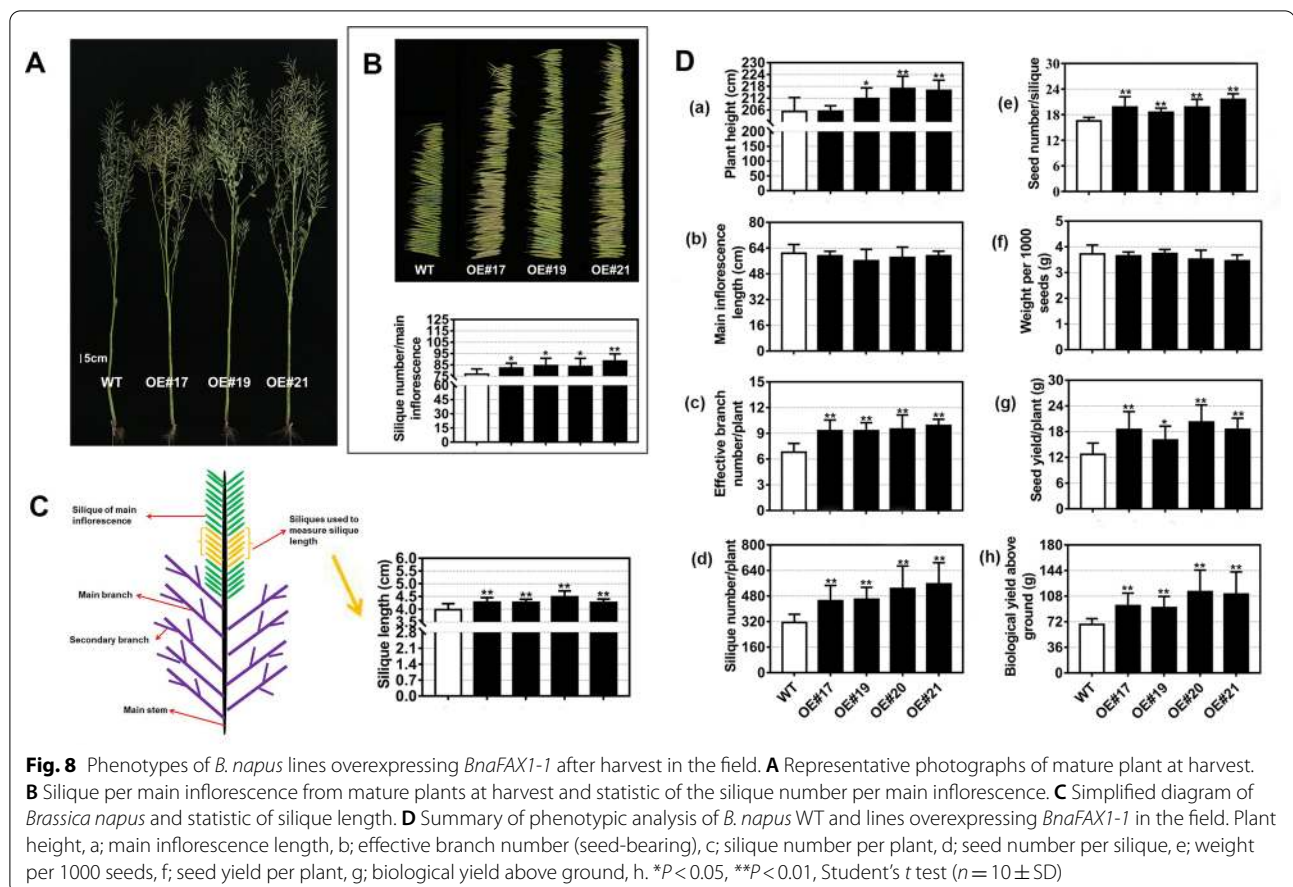 A
5cm
WT OE#17 OE#19 OE#21
B
WT OE#17 OE#19 OE#21
Silique number/main
inflorescence
125
115
105
95
85
75
60
45
30
15
0
* * * **
C
Silique of main
inflorescence
Siliques used to
measure silique
length
Main branch
Secondary branch
Main stem
Silique length (cm)
6.0
5.5
5.0
4.5
4.0
3.5
2.8
2.1
1.4
0.7
0.0
** ** ** **
D
(a)
Plant height (cm)
230
224
218
212
206
200
150
100
50
0
* ** **
(b)
Main inflorescence
length (cm)
80
64
48
32
16
0
(c)
Effective branch
number/plant
15
12
9
6
3
0
** ** ** **
(d)
Silique number/plant
800
640
480
320
160
0
** ** ** **
WT OE#17 OE#19 OE#20 OE#21
(e)
Seed number/silique
30
24
18
12
6
0
** ** ** **
(f)
Weight per 1000
seeds (g)
5
4
3
2
1
0
(g)
Seed yield/plant (g)
30
24
18
12
6
0
** * ** **
(h)
Biological yield above
ground (g)
180
144
108
72
36
0
** ** ** **
WT OE#17 OE#19 OE#20 OE#21
Fig. 8 Phenotypes of B. napus lines overexpressing BnaFAX1-1 after harvest in the field. A Representative photographs of mature plant at harvest.
B Silique per main inflorescence from mature plants at harvest and statistic of the silique number per main inflorescence. C Simplified diagram of
Brassica napus and statistic of silique length. D Summary of phenotypic analysis of B. napus WT and lines overexpressing BnaFAX1-1 in the field. Plant
height, a; main inflorescence length, b; effective branch number (seed-bearing), c; silique number per plant, d; seed number per silique, e; weight
per 1000 seeds, f; seed yield per plant, g; biological yield above ground, h. *P < 0.05, **P < 0.01, Student's t test (n = 10 ± SD)